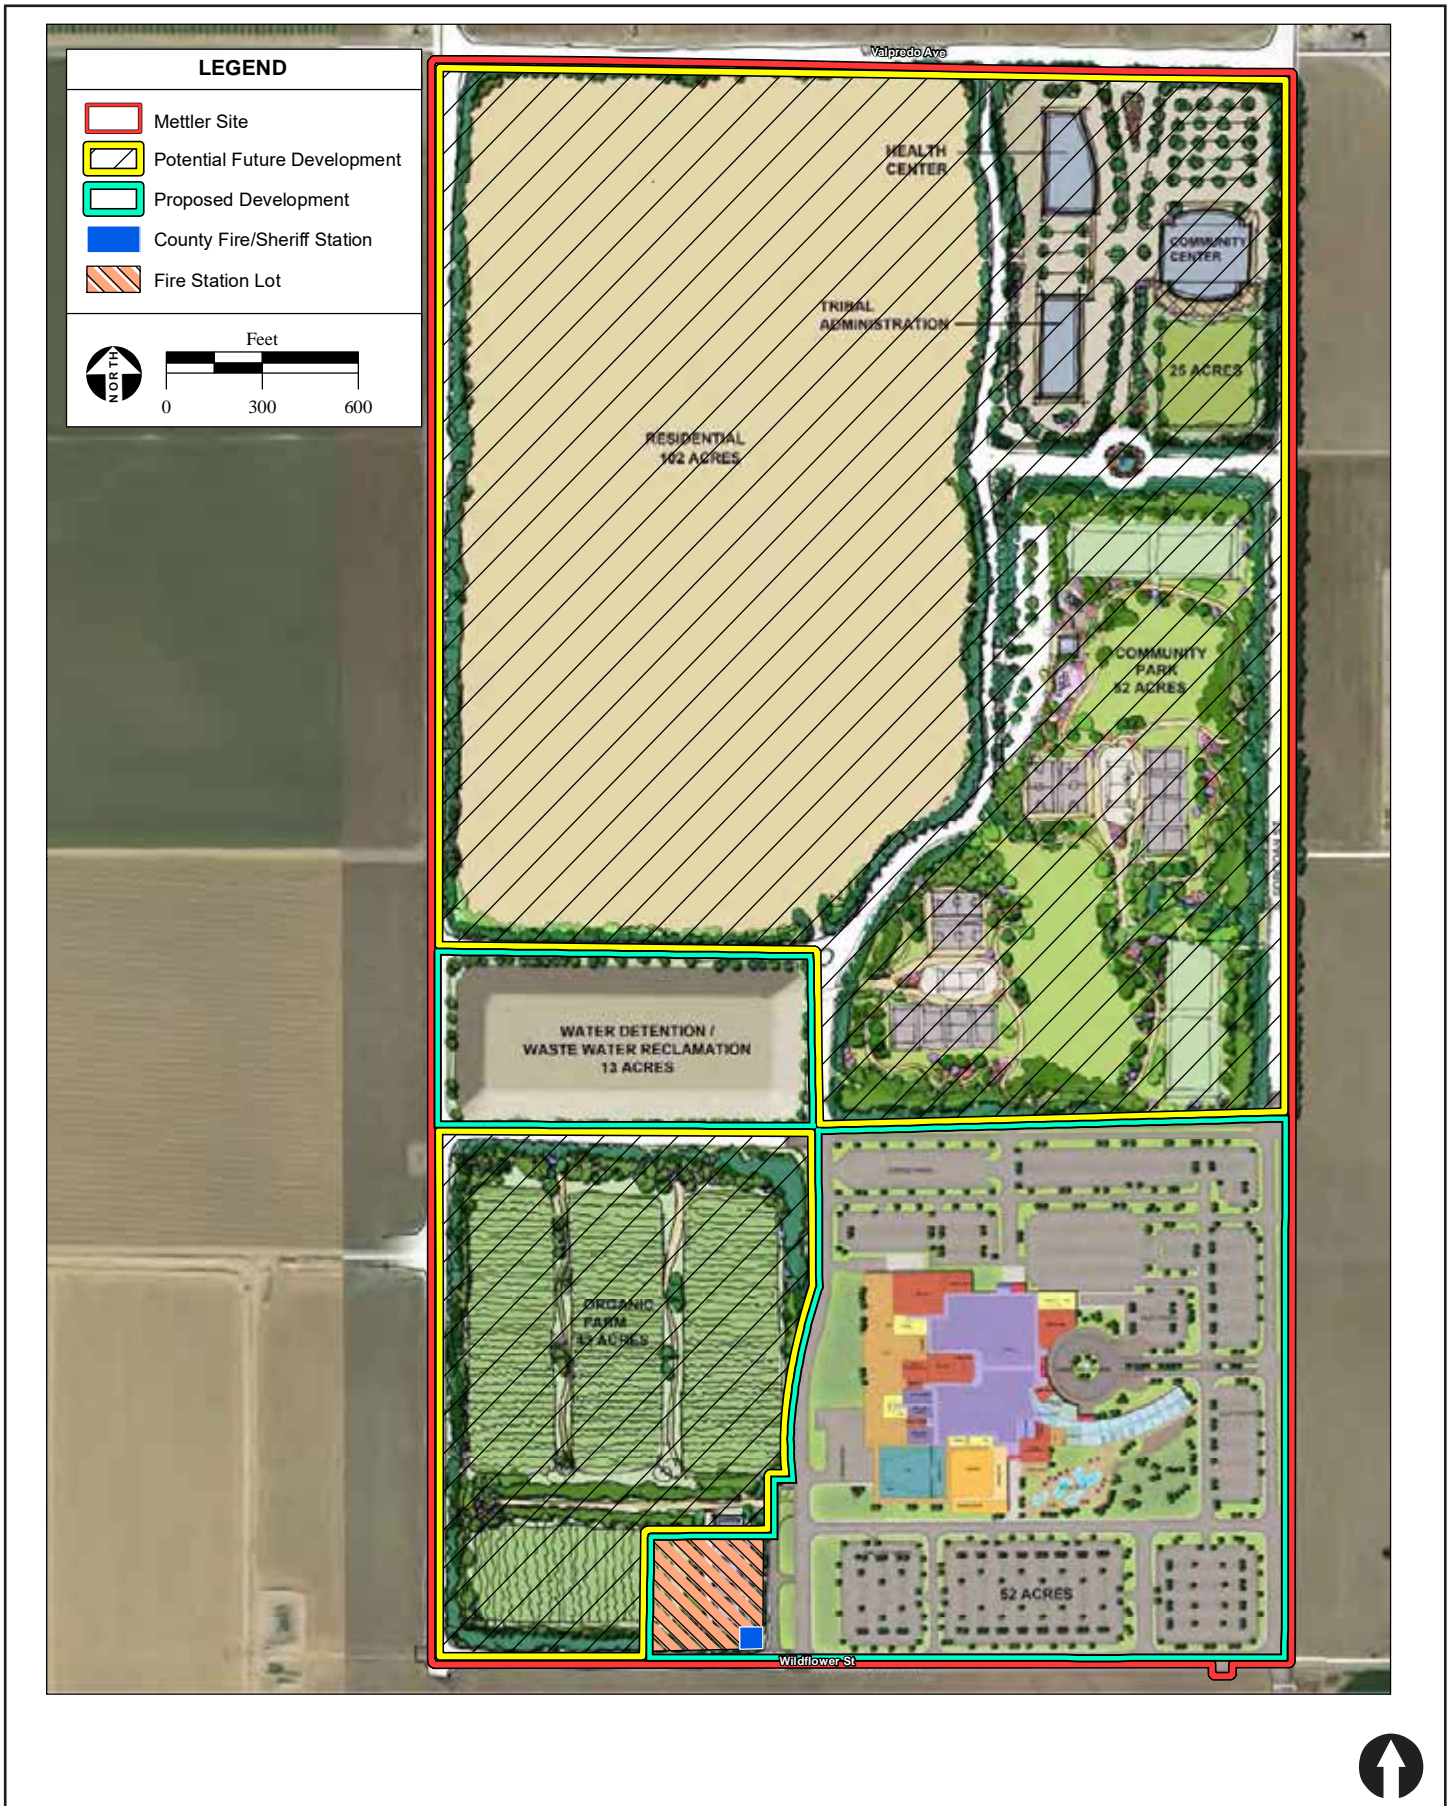 Valpredo Ave
LEGEND
Mettler Site
Potential Future Development
Proposed Development
County Fire/Sheriff Station
Fire Station Lot
Feet
NORTH
0 300 600
HEALTH
CENTER
COMMUNITY
CENTER
TRIBAL
ADMINISTRATION
25 ACRES
RESIDENTIAL
102 ACRES
COMMUNITY
PARK
52 ACRES
WATER DETENTION /
WASTE WATER RECLAMATION
13 ACRES
ORGANIC
FARM
ACRES
52 ACRES
Wildflower St